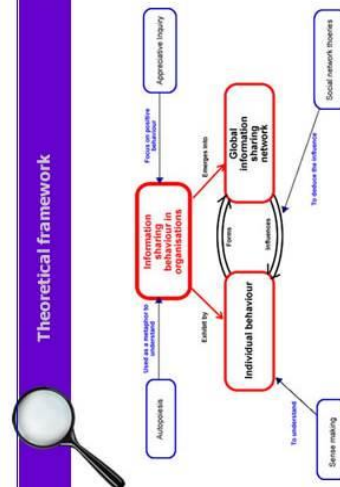 Theoretical framework
Autopoiesis
Used as a metaphor to
understand
Information
sharing
behaviour in
organisations
Focus on positive
behaviour
Appreciative Inquiry
Exhibit by
Emerges into
Individual behaviour
Forms
Influences
Global
information
sharing
network
To understand
To deduce the influence
Sense making
Social network thoeries